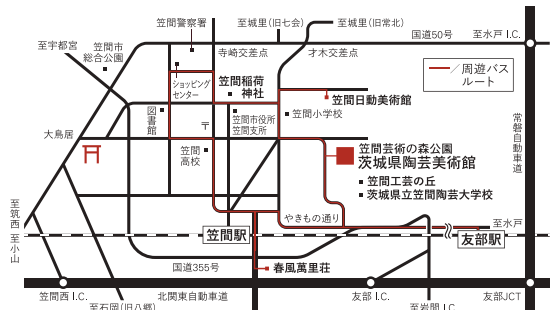 笠間警察署
至城里(旧七会)
至城里(旧常北)
至宇都宮
笠間市
総合公園
寺崎交差点
才木交差点
国道50号
至水戸 I.C.
ショッピング
センター
笠間稲荷
神社
周遊バス
ルート
笠間日動美術館
図書館
〒
笠間市役所
笠間支所
笠間小学校
大鳥居
笠間
高校
笠間芸術の森公園
茨城県陶芸美術館
笠間工芸の丘
茨城県立笠間陶芸大学校
常磐自動車道
至筑西
至小山
やきもの通り
至水戸
笠間駅
友部駅
国道355号
春風萬里荘
笠間西 I.C.
北関東自動車道
友部 I.C.
友部JCT
至石岡(旧八郷)
至岩間 I.C.